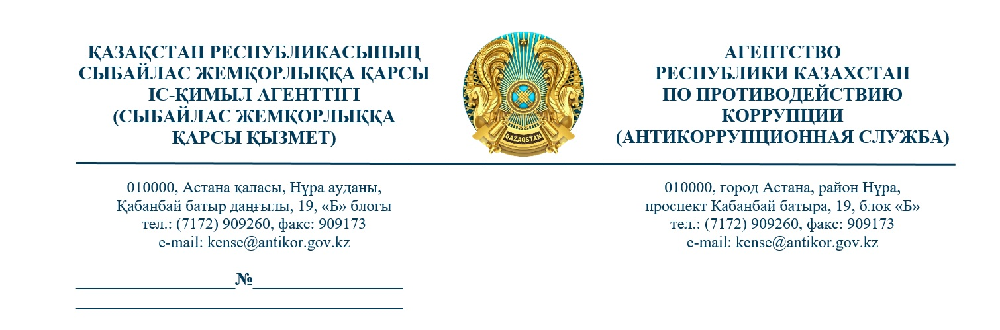 ҚАЗАҚСТАН РЕСПУБЛИКАСЫНЫҢ
СЫБАЙЛАС ЖЕМҚОРЛЫҚҚА ҚАРСЫ
ІС-ҚИМЫЛ АГЕНТТІГІ
(СЫБАЙЛАС ЖЕМҚОРЛЫҚҚА
ҚАРСЫ ҚЫЗМЕТ)
QAZAQSTAN
АГЕНТСТВО
РЕСПУБЛИКИ КАЗАХСТАН
ПО ПРОТИВОДЕЙСТВИЮ
КОРРУПЦИИ
(АНТИКОРРУПЦИОННАЯ СЛУЖБА)
010000, Астана қаласы, Нұра ауданы,
Қабанбай батыр даңғылы, 19, «Б» блогы
тел.: (7172) 909260, факс: 909173
e-mail: kense@antikor.gov.kz
010000, город Астана, район Нұра,
проспект Кабанбай батыра, 19, блок «Б»
тел.: (7172) 909260, факс: 909173
e-mail: kense@antikor.gov.kz
№